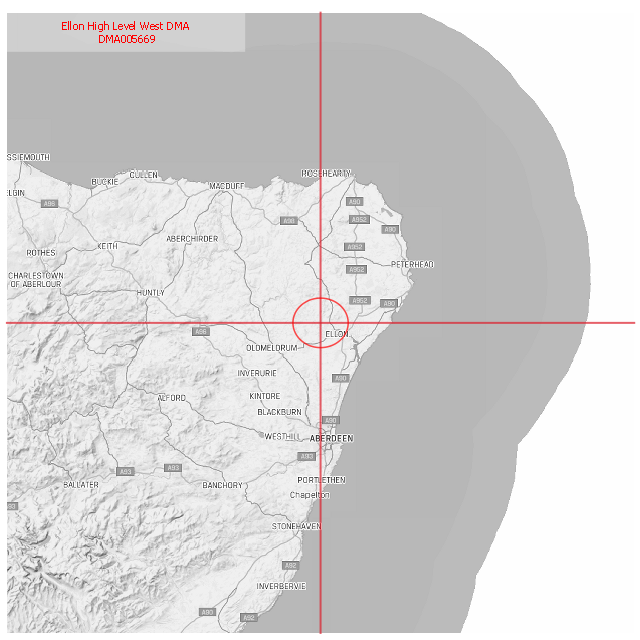 Ellon High Level West DMA
DMA005669
SSIEMOUTH
ROSEHEARTY
CULLEN
BUCKIE
MACDUFF
ELGIN
A96
A90
A98
A952
A90
ABERCHIRDER
KEITH
A952
ROTHES
PETERHEAD
A952
CHARLESTOWN
OF ABERLOUR
HUNTLY
A952
A90
A96
ELLON
OLDMELDRUM
INVERURIE
A90
ALFORD
KINTORE
BLACKBURN
A90
WESTHILL
ABERDEEN
A93
A93
A93
BALLATER
BANCHORY
PORTLETHEN
Chapelton
STONEHAVEN
A92
INVERBERVIE
A90
A92